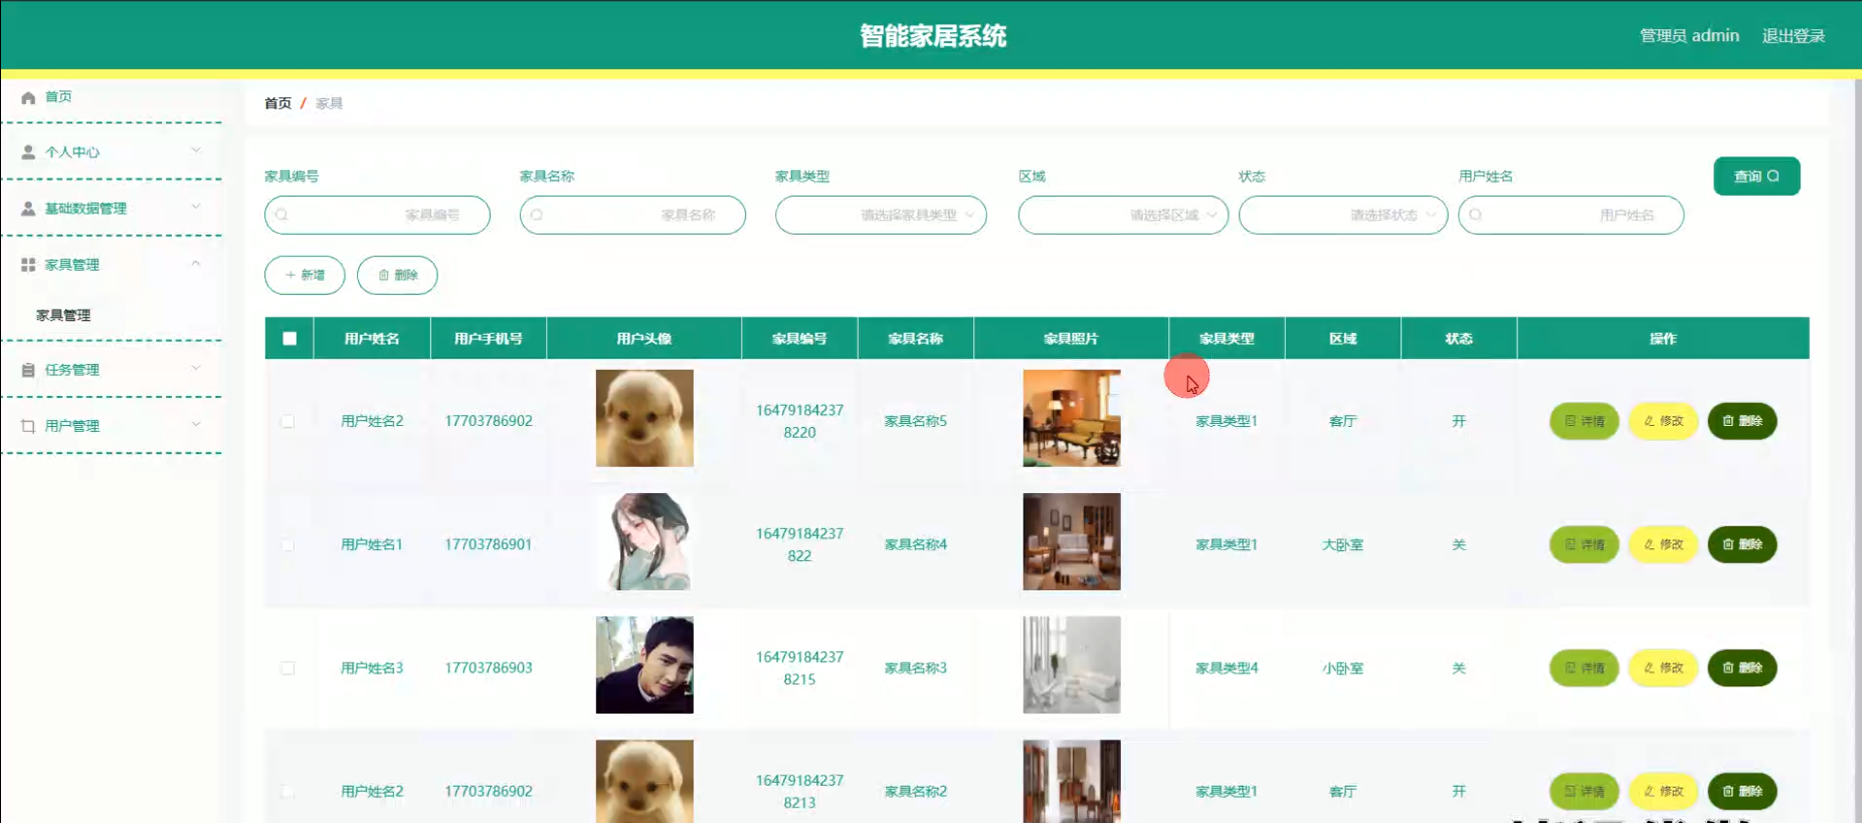 智能家居系统
管理员 admin 退出登录
首页
个人中心
基础数据管理
家具管理
家具管理
任务管理
用户管理
首页 / 家具
家具编号 家具名称 家具类型 区域 状态 用户姓名
家具编号 家具名称 请选择家具类型 请选择区域 请选择状态 用户姓名
查询
+ 新增 删除
用户姓名 用户手机号 用户头像 家具编号 家具名称 家具照片 家具类型 区域 状态 操作
用户姓名2 17703786902 16479184237
8220 家具名称5 家具类型1 客厅 开 详情 修改 删除
用户姓名1 17703786901 16479184237
822 家具名称4 家具类型1 大卧室 关 详情 修改 删除
用户姓名3 17703786903 16479184237
8215 家具名称3 家具类型4 小卧室 关 详情 修改 删除
用户姓名2 17703786902 16479184237
8213 家具名称2 家具类型1 客厅 开 详情 修改 删除